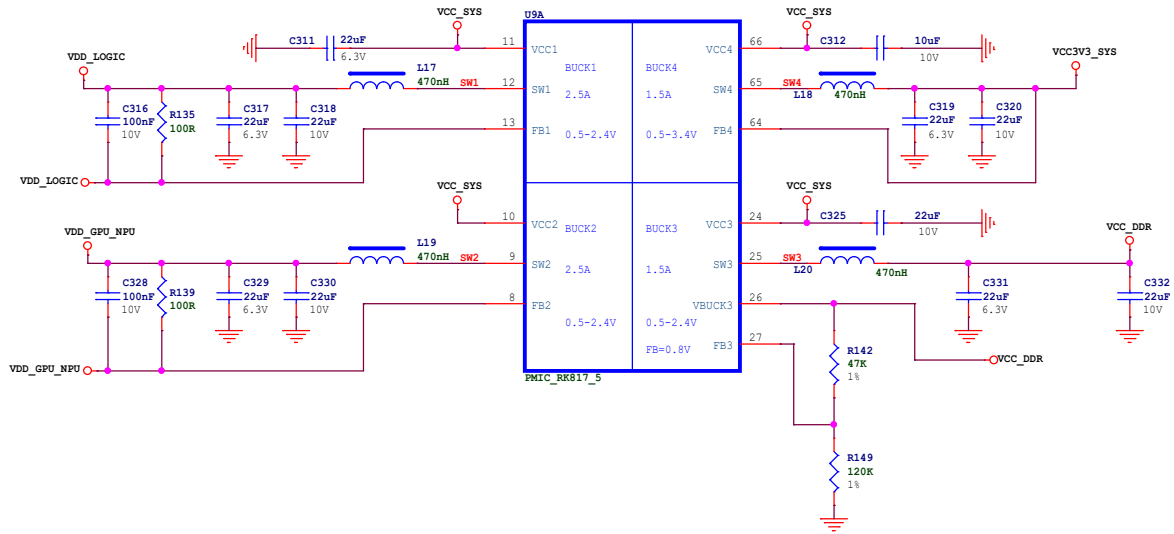 VCC_SYS
U9A
VCC_SYS
C311
22uF
6.3V
11
VCC1
VCC4
66
C312
10uF
10V
VDD_LOGIC
VCC3V3_SYS
BUCK1
BUCK4
L17
470nH
SW1
12
SW1
2.5A
1.5A
SW4
65
SW4
L18
470nH
C316
100nF
10V
R135
100R
C317
22uF
6.3V
C318
22uF
10V
C319
22uF
6.3V
C320
22uF
10V
13
FB1
0.5-2.4V
0.5-3.4V
FB4
64
VDD_LOGIC
VCC_SYS
VCC_SYS
10
VCC2
BUCK2
BUCK3
VCC3
24
C325
22uF
10V
VDD_GPU_NPU
VCC_DDR
L19
470nH
SW2
9
SW2
2.5A
1.5A
SW3
25
SW3
L20
470nH
C328
100nF
10V
R139
100R
C329
22uF
6.3V
C330
22uF
10V
C331
22uF
6.3V
C332
22uF
10V
8
FB2
0.5-2.4V
0.5-2.4V
VBUCK3
26
FB=0.8V
FB3
27
R142
47K
1%
VCC_DDR
VDD_GPU_NPU
PMIC_RK817_5
R149
120K
1%